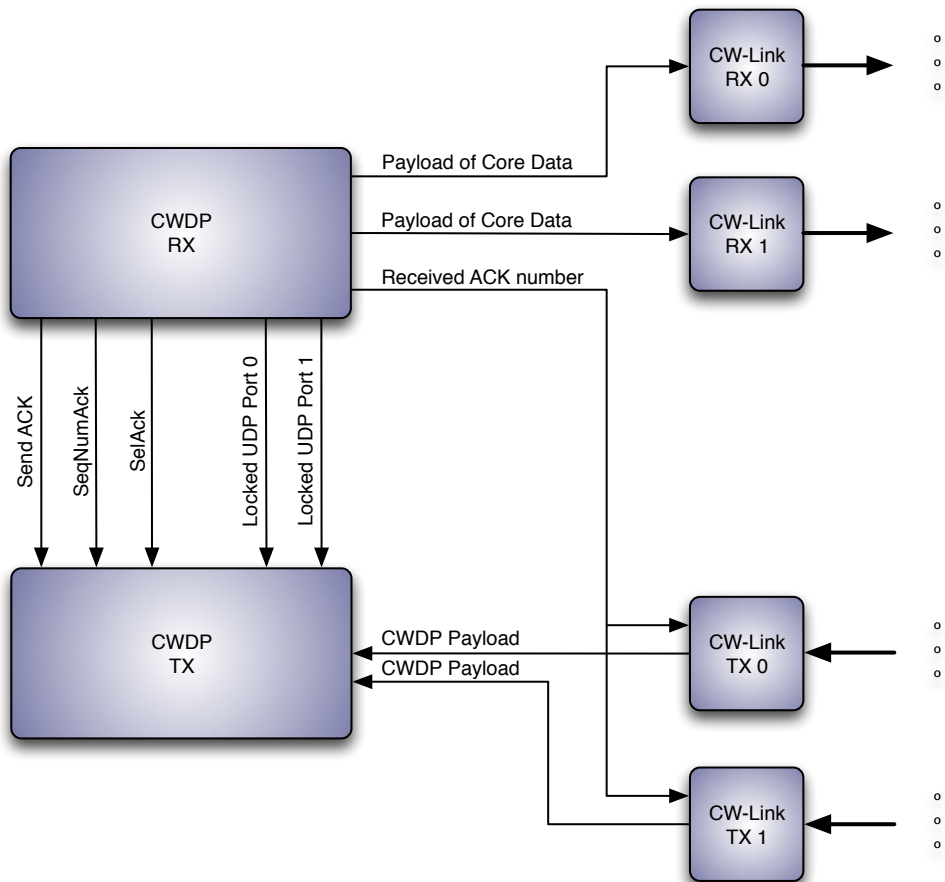 CW-Link
RX 0
o
o
o
Payload of Core Data
CWDP
RX
Payload of Core Data
CW-Link
RX 1
o
o
o
Received ACK number
Send ACK
SeqNumAck
SelAck
Locked UDP Port 0
Locked UDP Port 1
CWDP
TX
CWDP Payload
CWDP Payload
CW-Link
TX 0
o
o
o
CW-Link
TX 1
o
o
o